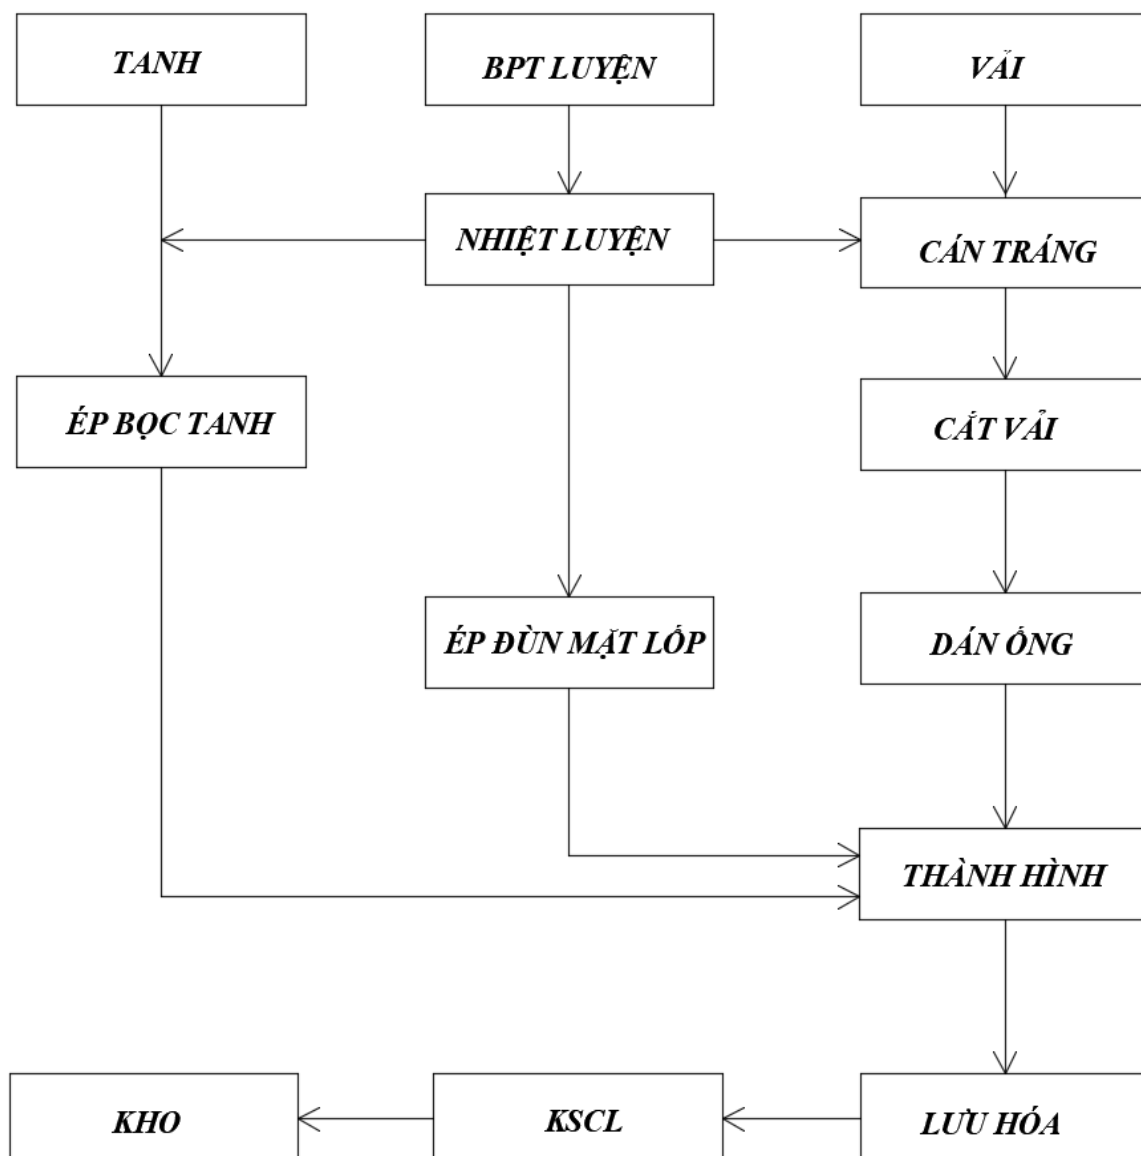 TANH
BPT LUYỆN
VẢI
NHIỆT LUYỆN
CÁN TRÁNG
ÉP BỌC TANH
CẮT VẢI
ÉP ĐÙN MẶT LỐP
DÁN ỐNG
THÀNH HÌNH
KHO
KSCL
LƯU HÓA